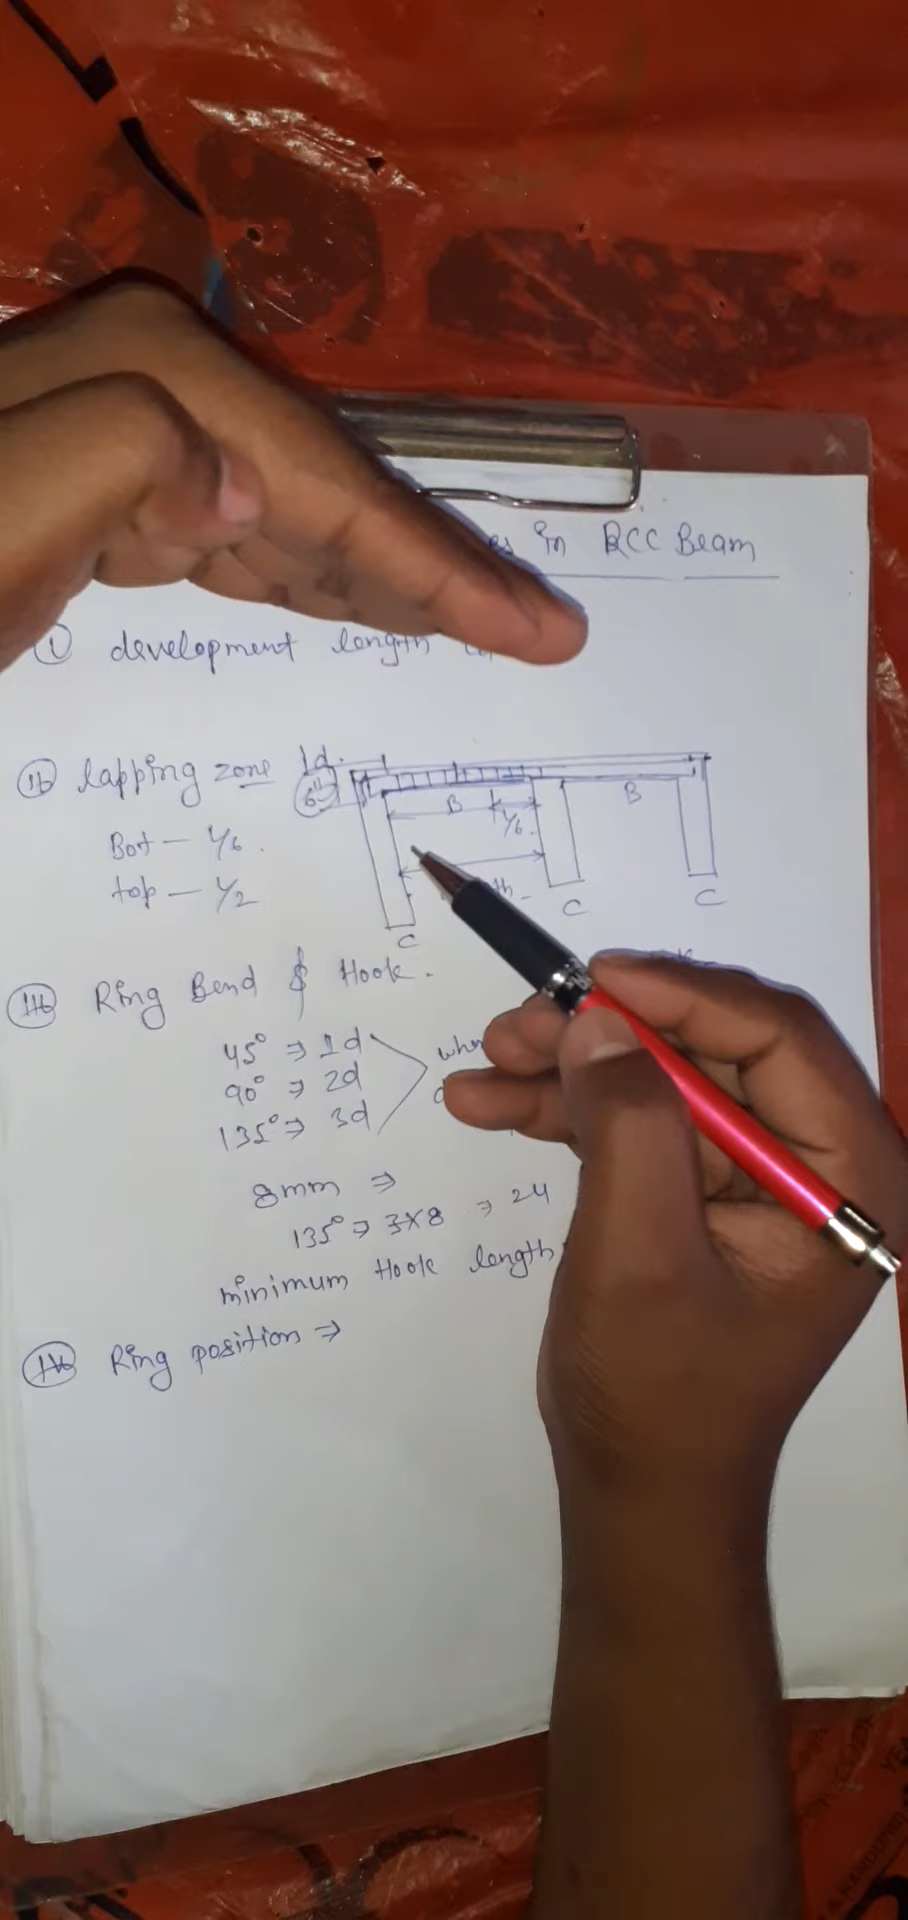 in RCC Beam
① development length
ⅱ lapping zone
Ld.
6"
B
L/6.
B
C
C
C
Bot — L/6.
top — L/2
ⅲ Ring Bend & Hook.
45° ⇒ 1d
90° ⇒ 2d
135° ⇒ 3d
8mm ⇒
135° ⇒ 3×8 ⇒ 24
minimum Hook length
ⅳ Ring position ⇒